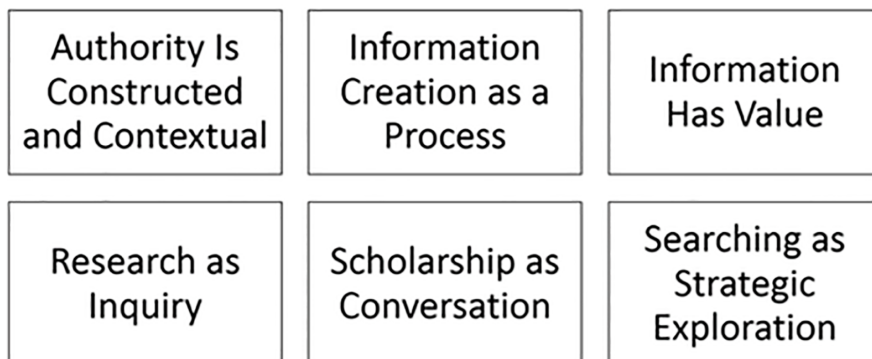 Authority Is
Constructed
and Contextual
Information
Creation as a
Process
Information
Has Value
Research as
Inquiry
Scholarship as
Conversation
Searching as
Strategic
Exploration